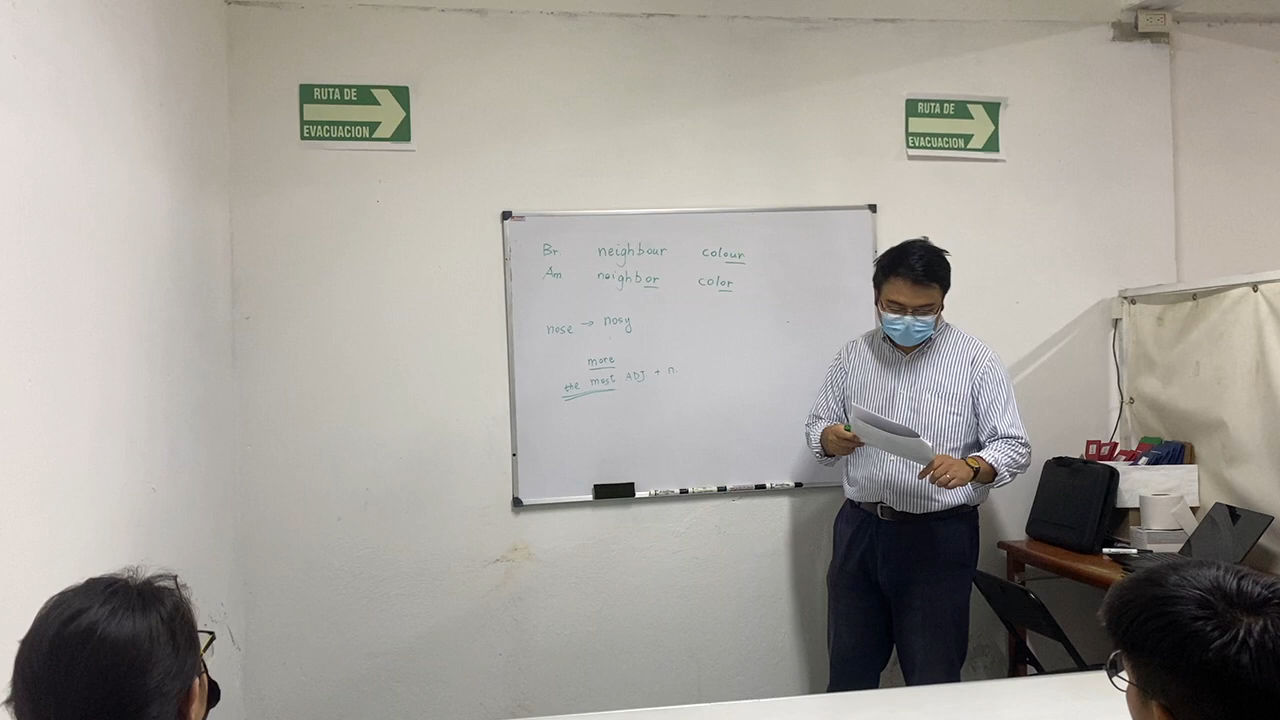 RUTA DE
EVACUACION
RUTA DE
EVACUACION
Br. neighbour colour
Am neighbor color
nose → nosy
more
the most ADJ. + n.